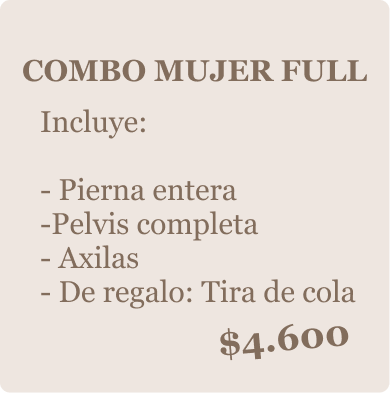 COMBO MUJER FULL
Incluye:
- Pierna entera
-Pelvis completa
- Axilas
- De regalo: Tira de cola
$4.600